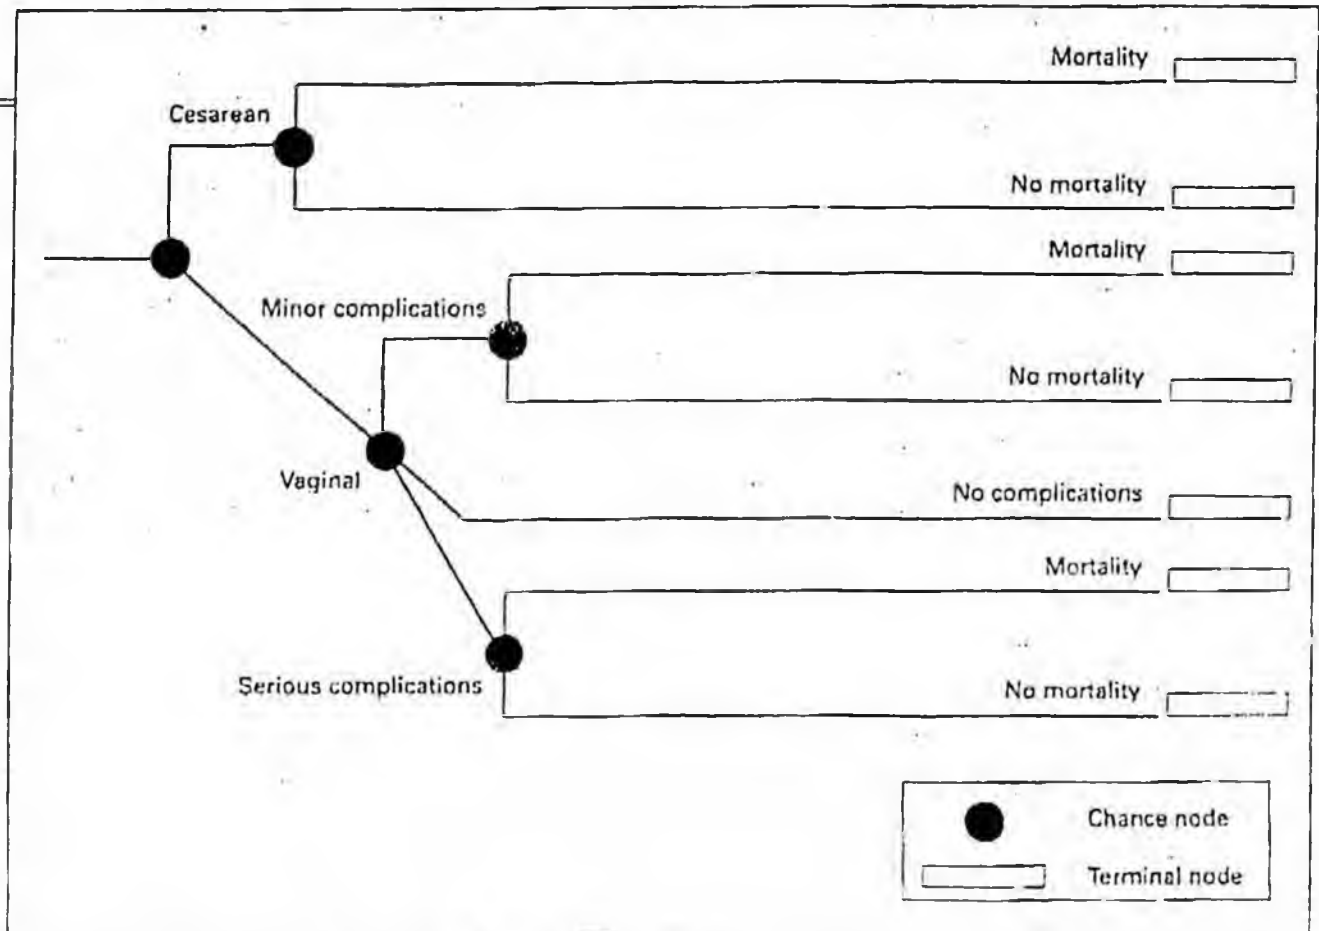 Mortality
Cesarean
No mortality
Mortality
Minor complications
No mortality
Vaginal
No complications
Mortality
Serious complications
No mortality
Chance node
Terminal node